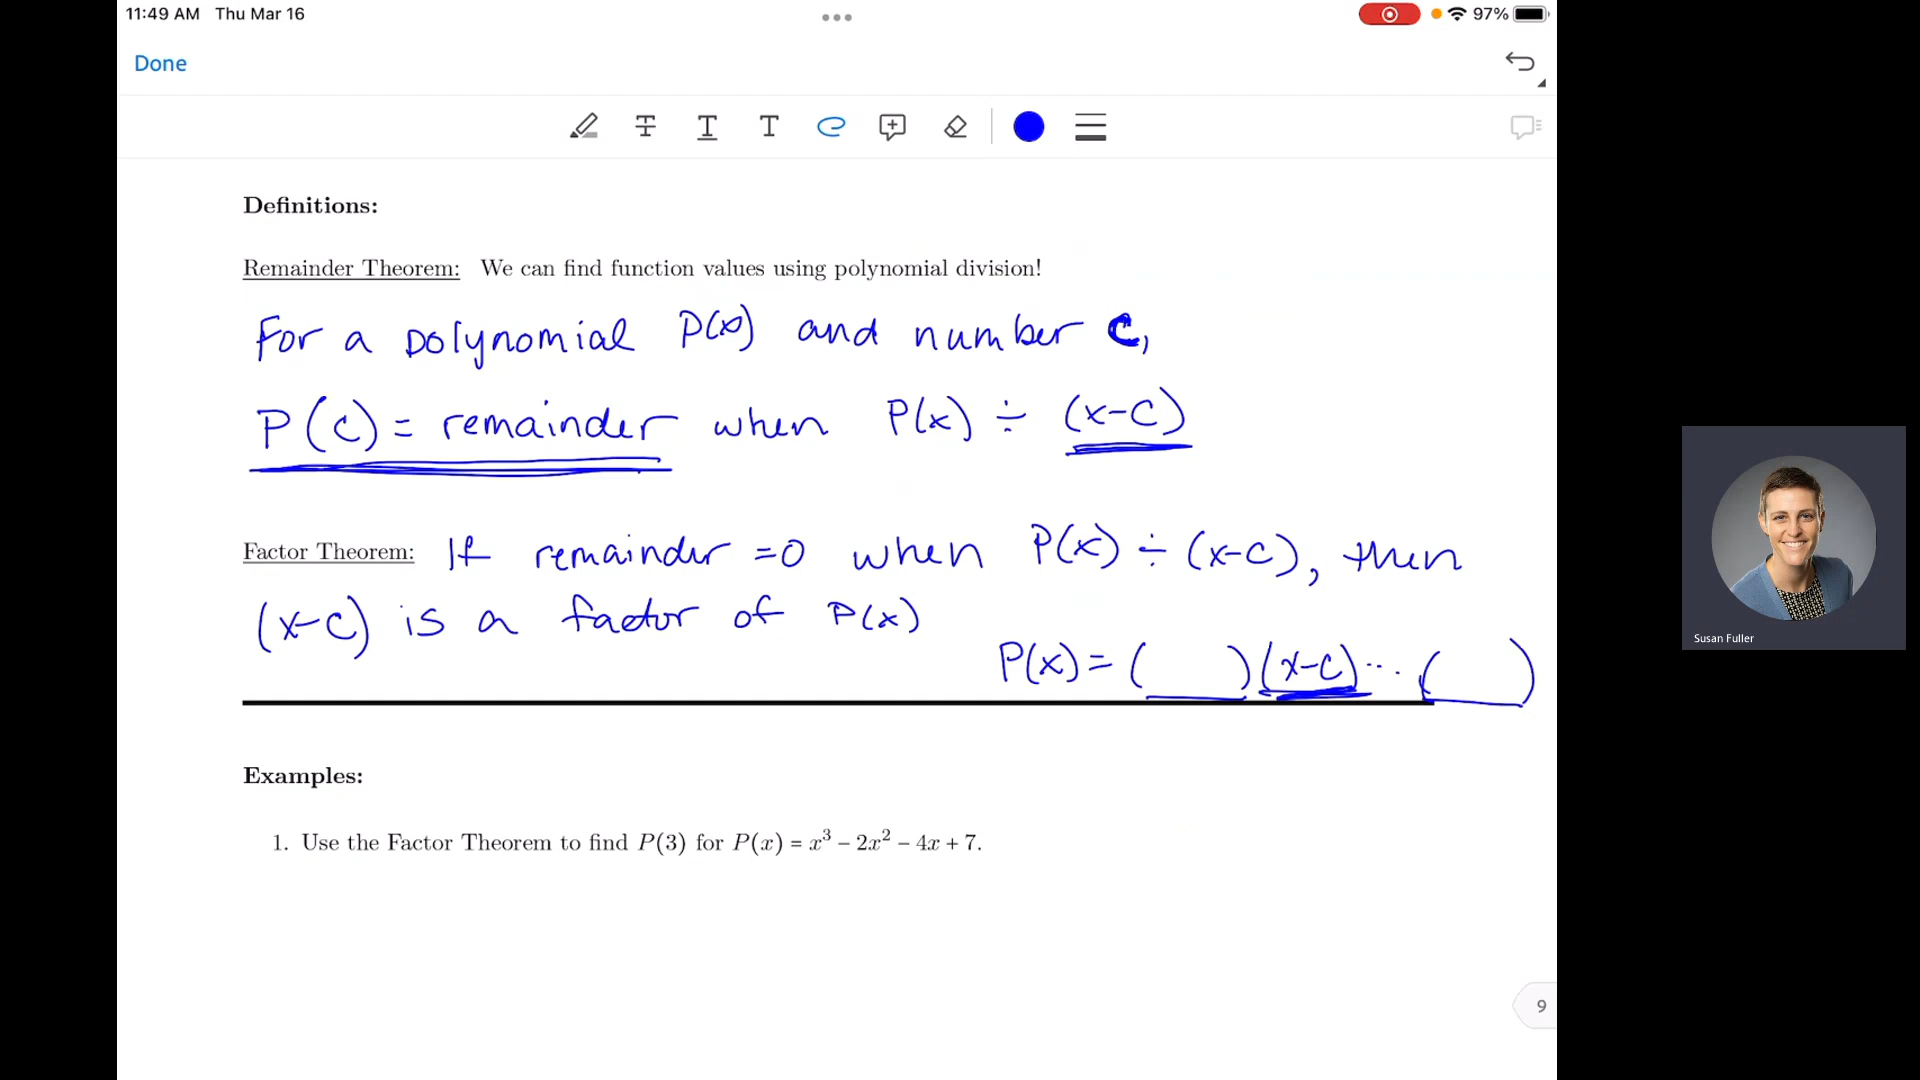 11:49 AM Thu Mar 16
97%
Done
Definitions:
Remainder Theorem: We can find function values using polynomial division!
For a polynomial P(x) and number C,
P(C) = remainder when P(x) ÷ (x-C)
Factor Theorem: If remainder =0 when P(x) ÷ (x-C), then
(x-C) is a factor of P(x)
P(x) = (____)(x-C)...(____)
Susan Fuller
Examples:
1. Use the Factor Theorem to find P(3) for P(x) = x³ – 2x² – 4x + 7.
9